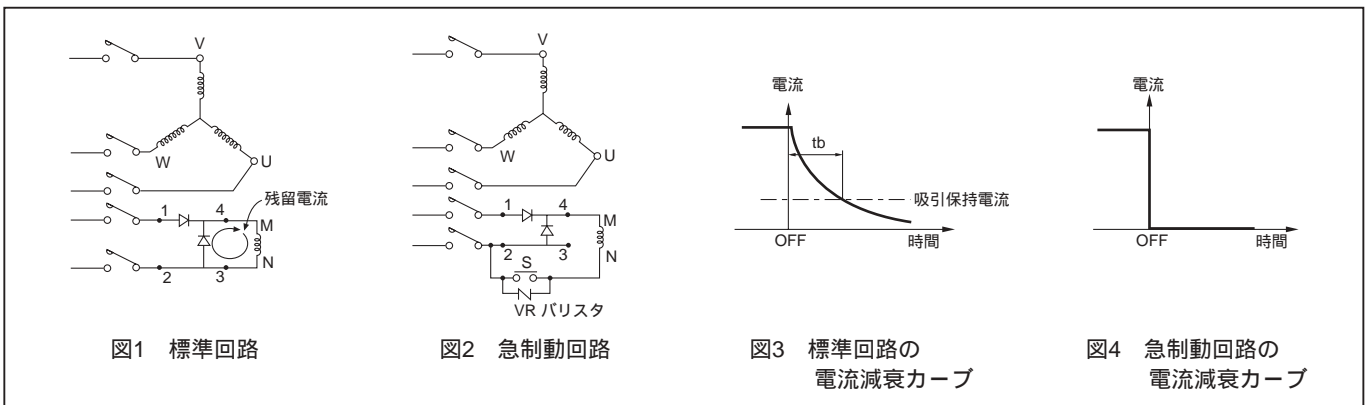 V
W
U
残留電流
1
4
M
N
2
3
図1 標準回路
V
W
U
1
4
M
2
3
N
S
VR バリスタ
図2 急制動回路
電流
tb
吸引保持電流
OFF
時間
図3 標準回路の
電流減衰カーブ
電流
OFF
時間
図4 急制動回路の
電流減衰カーブ